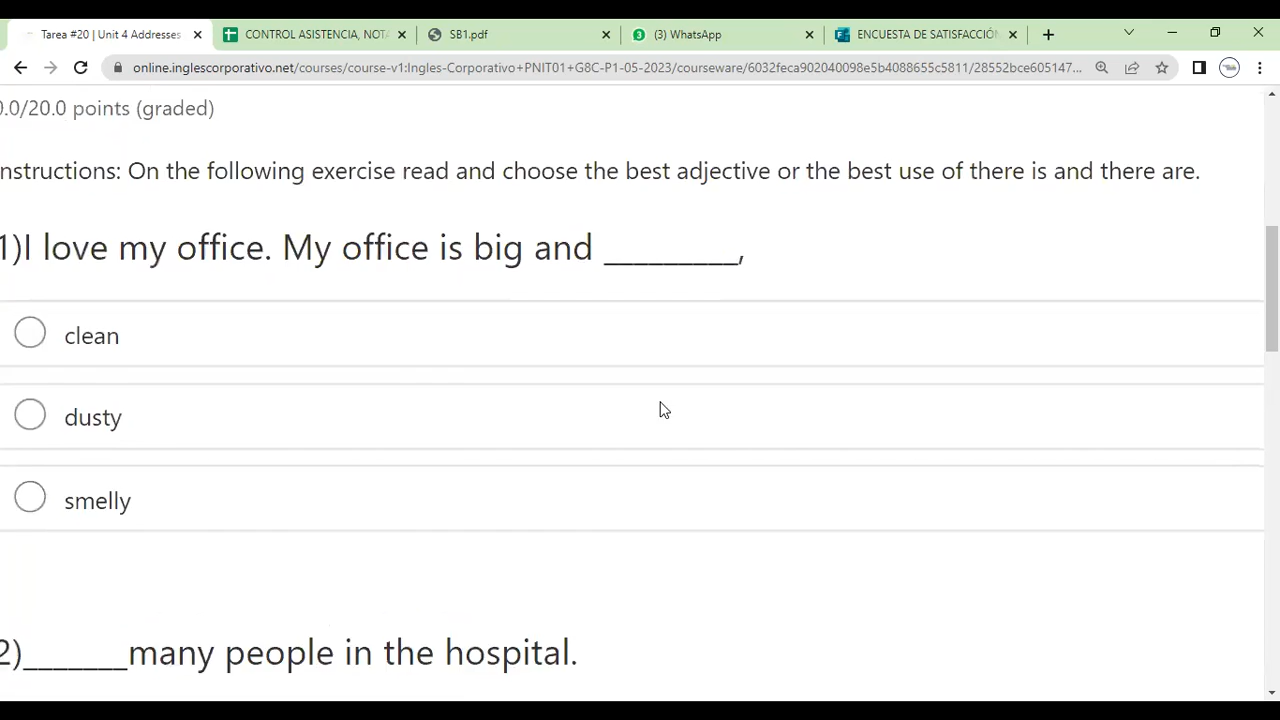 Tarea #20 | Unit 4 Addresses
CONTROL ASISTENCIA, NOTA
SB1.pdf
(3) WhatsApp
ENCUESTA DE SATISFACCIÓN
online.inglescorporativo.net/courses/course-v1:Ingles-Corporativo+PNIT01+G8C-P1-05-2023/courseware/6032feca902040098e5b4088655c5811/28552bce605147...
0.0/20.0 points (graded)
nstructions: On the following exercise read and choose the best adjective or the best use of there is and there are.
1)I love my office. My office is big and _________,
clean
dusty
smelly
2)_______many people in the hospital.